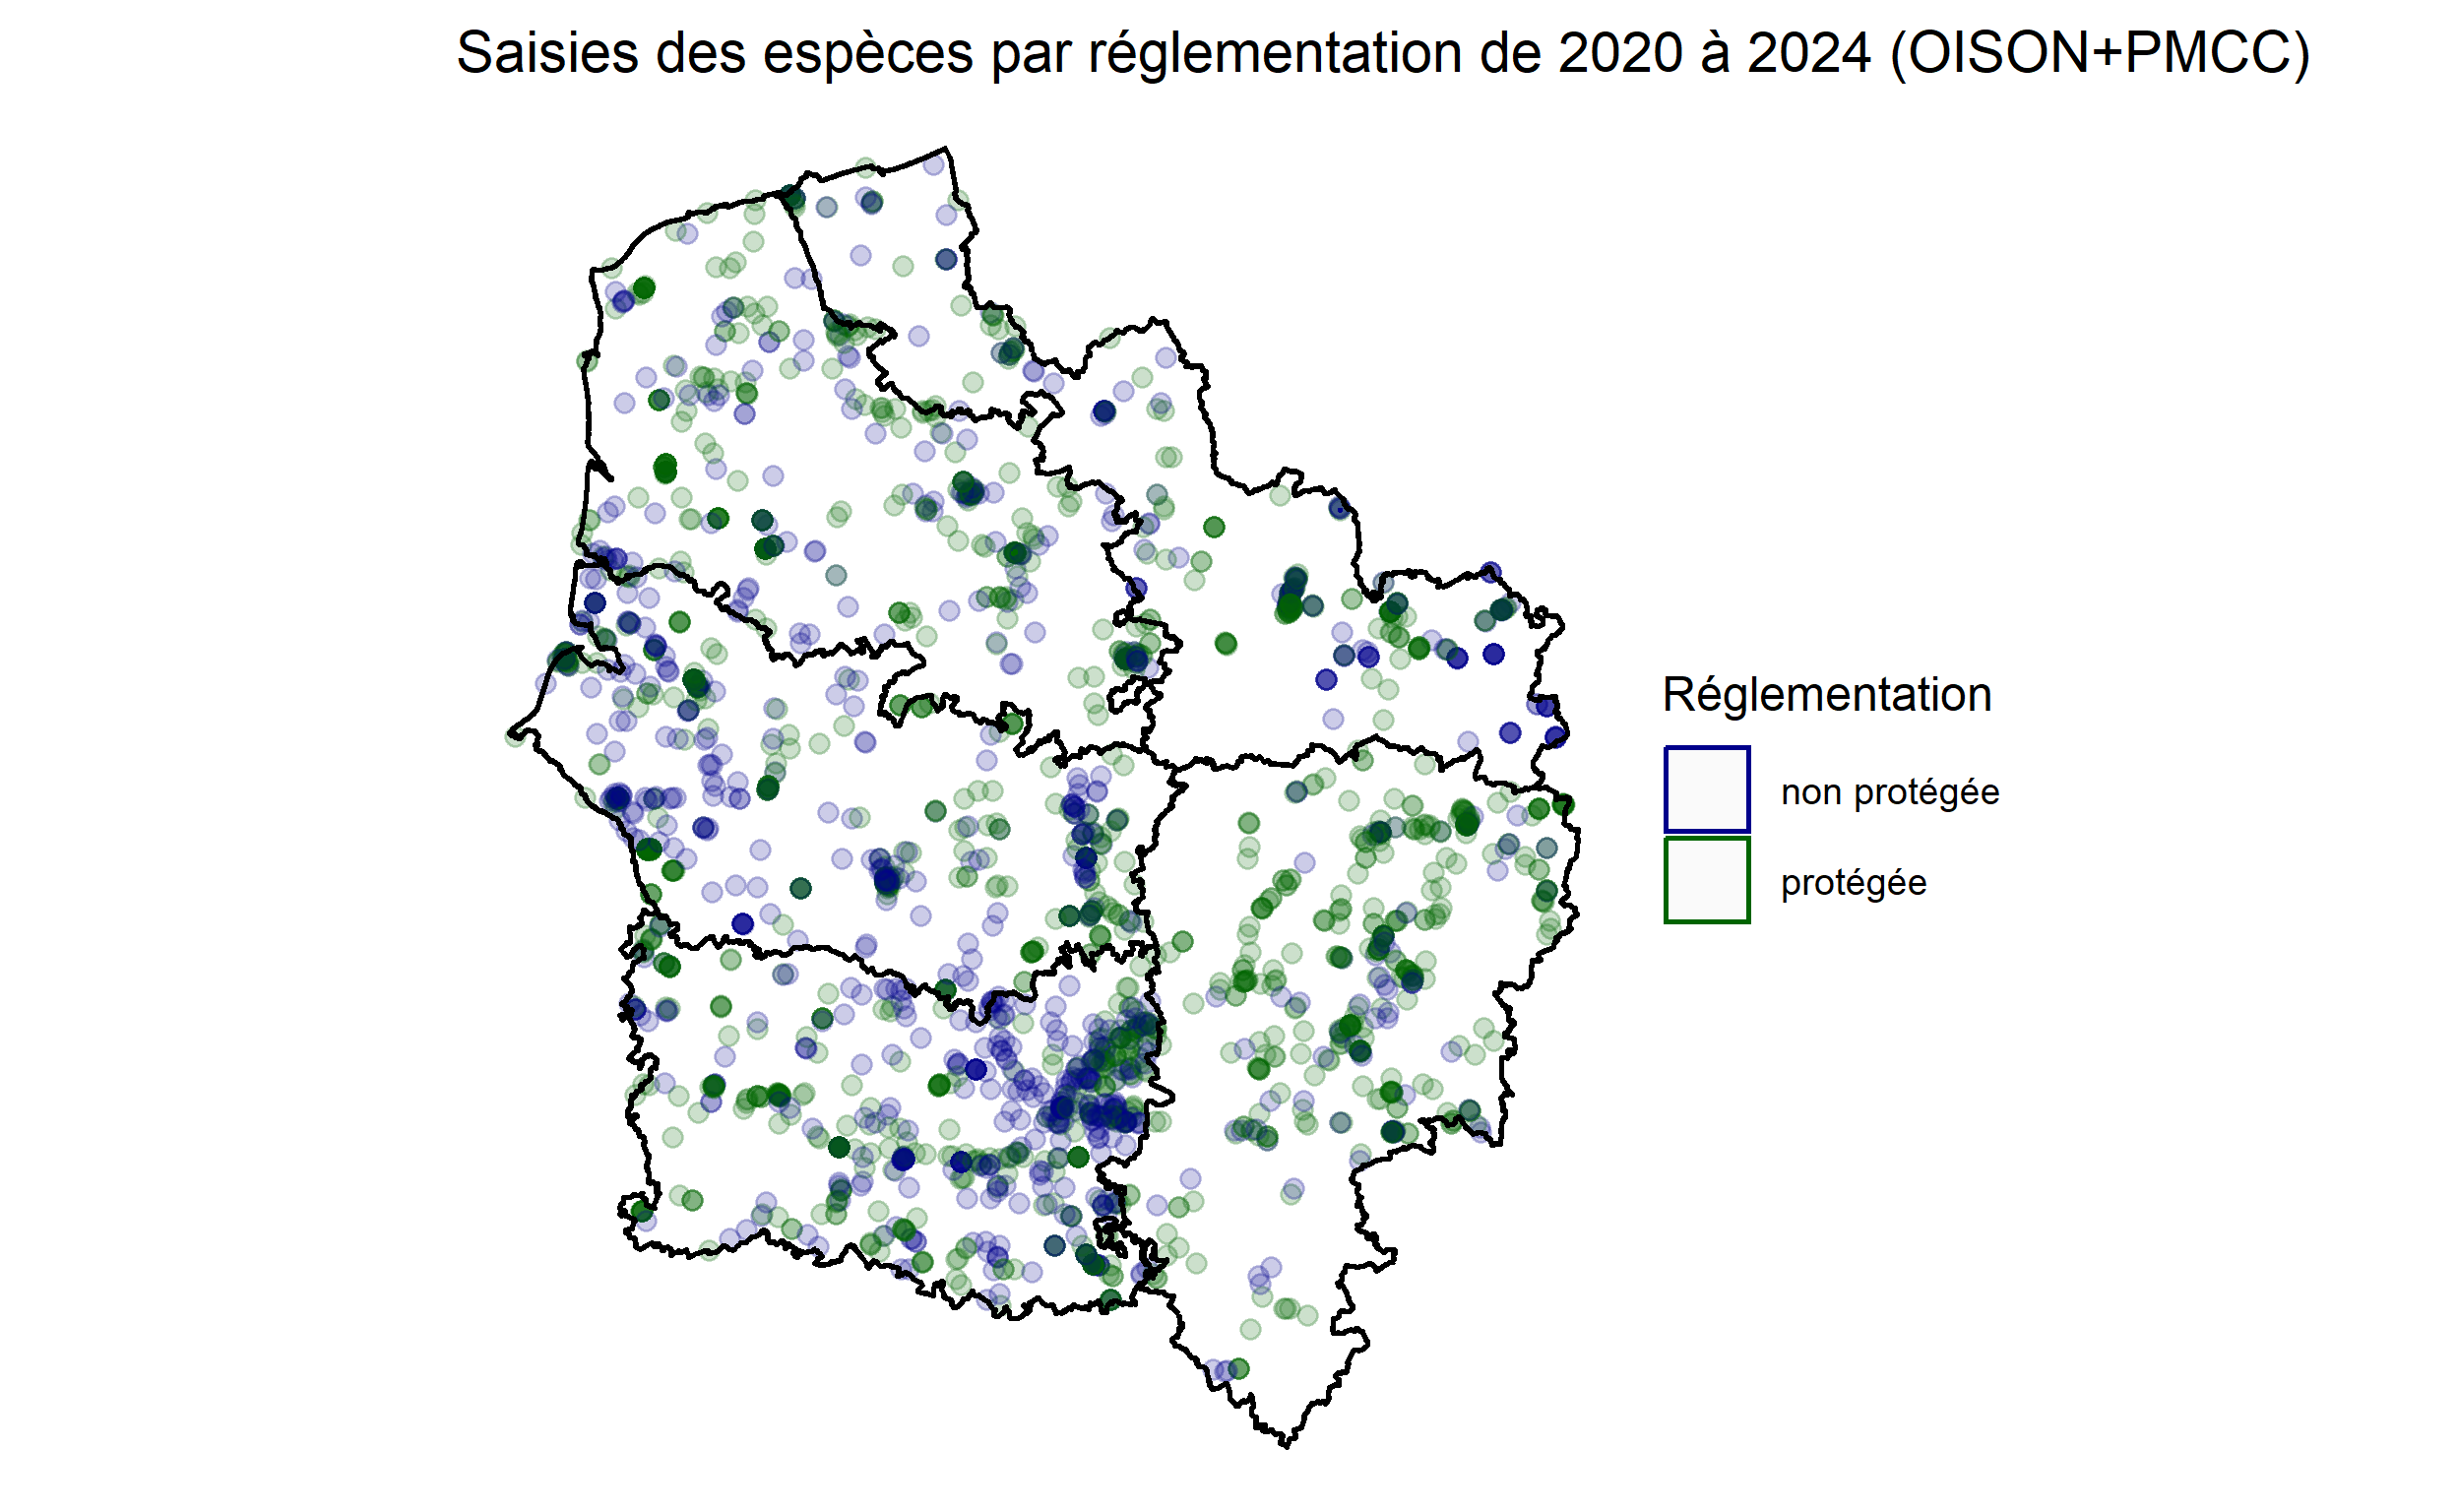 Saisies des espèces par réglementation de 2020 à 2024 (OISON+PMCC)
Réglementation
non protégée
protégée